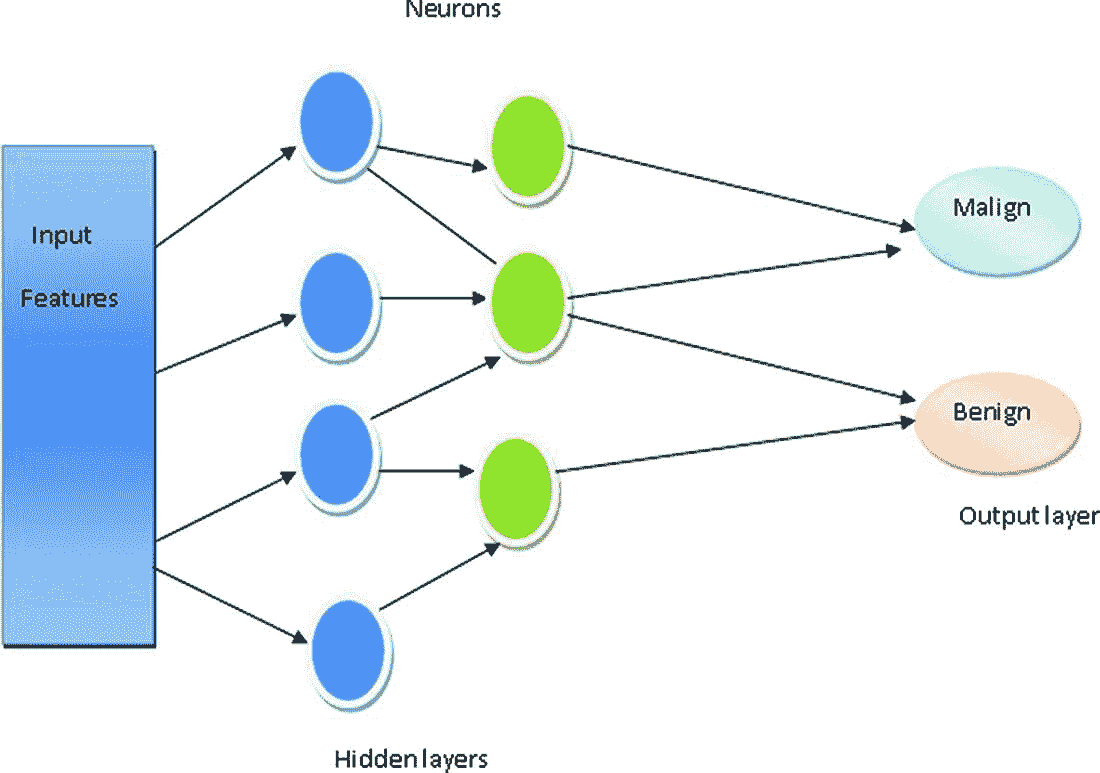 Neurons
Input
Features
Malign
Benign
Output layer
Hidden layers